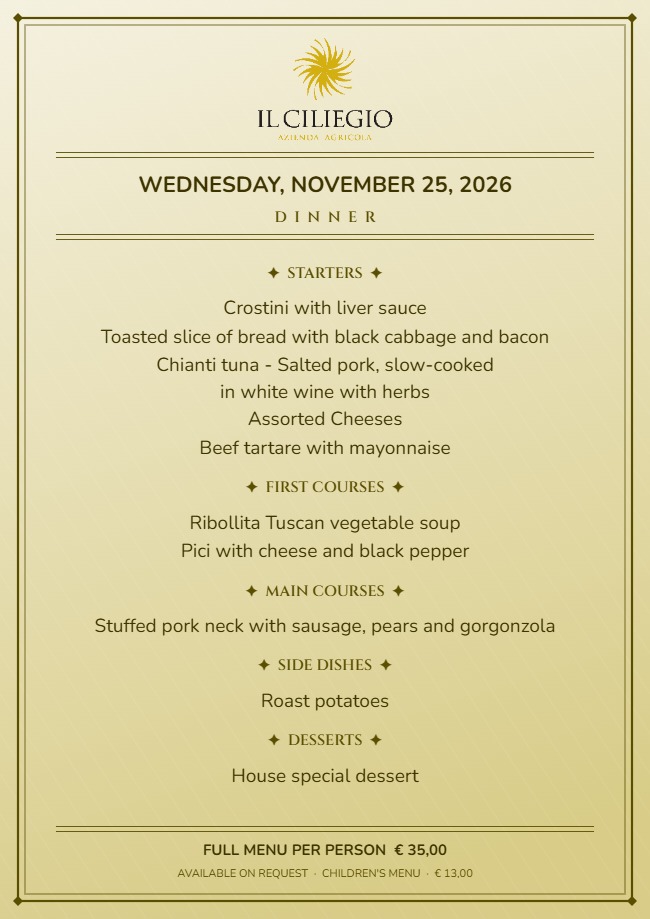 IL CILIEGIO
AZIENDA AGRICOLA
WEDNESDAY, NOVEMBER 25, 2026
DINNER
✦ STARTERS ✦
Crostini with liver sauce
Toasted slice of bread with black cabbage and bacon
Chianti tuna - Salted pork, slow-cooked
in white wine with herbs
Assorted Cheeses
Beef tartare with mayonnaise
✦ FIRST COURSES ✦
Ribollita Tuscan vegetable soup
Pici with cheese and black pepper
✦ MAIN COURSES ✦
Stuffed pork neck with sausage, pears and gorgonzola
✦ SIDE DISHES ✦
Roast potatoes
✦ DESSERTS ✦
House special dessert
FULL MENU PER PERSON € 35,00
AVAILABLE ON REQUEST · CHILDREN'S MENU · € 13,00